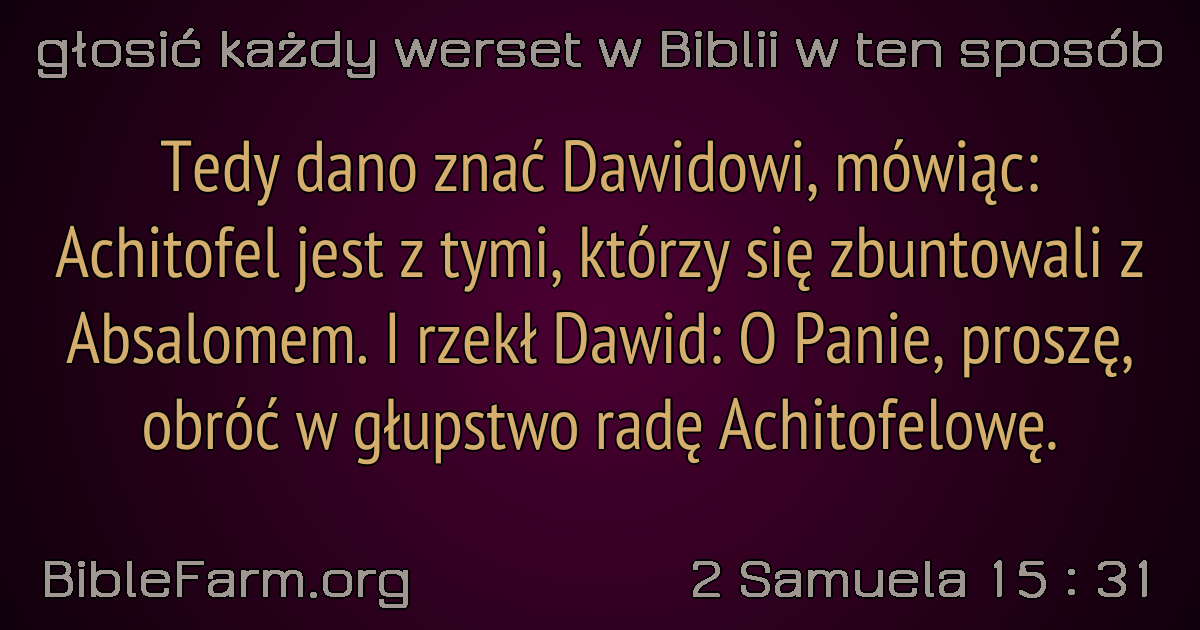 głosić każdy werset w Biblii w ten sposób
Tedy dano znać Dawidowi, mówiąc:
Achitofel jest z tymi, którzy się zbuntowali z
Absalomem. I rzekł Dawid: O Panie, proszę,
obróć w głupstwo radę Achitofelowę.
BibleFarm.org
2 Samuela 15 : 31